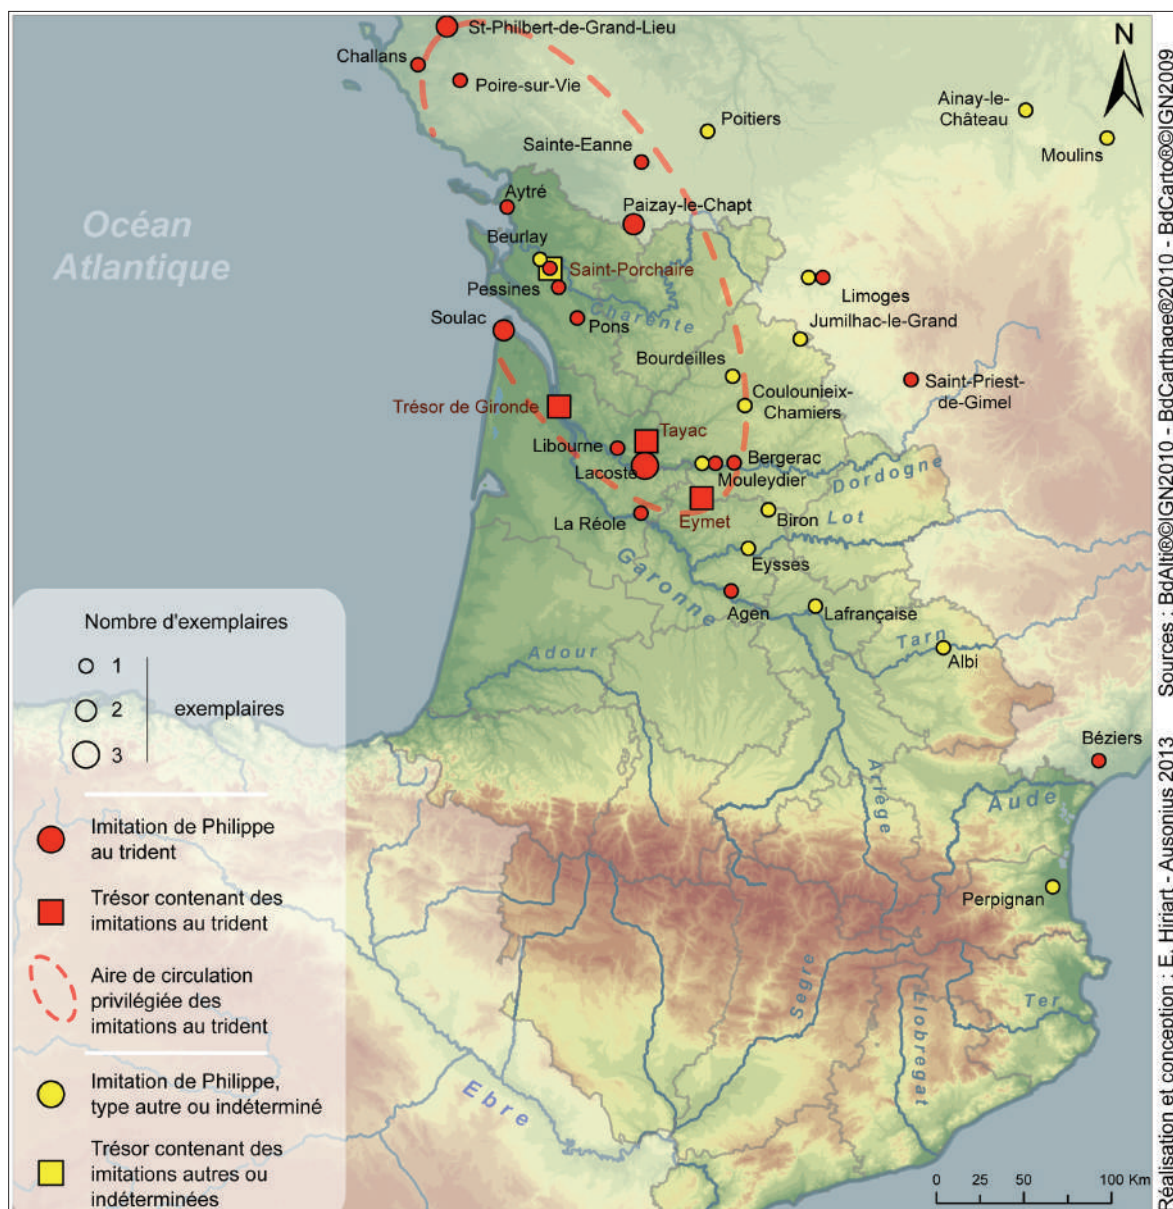 St-Philbert-de-Grand-Lieu
Challans
Poire-sur-Vie
N
Ainay-le-
Château
Poitiers
Moulins
Sainte-Eanne
Aytré
Paizay-le-Chapt
Océan
Atlantique
Beurlay
Saint-Porchaire
Pessines
Charente
Limoges
Soulac
Pons
Jumilhac-le-Grand
Bourdeilles
Saint-Priest-
de-Gimel
Coulounieix-
Chamiers
Trésor de Gironde
Tayac
Libourne
Bergerac
Lacoste
Mouleydier
Dordogne
La Réole
Eymet
Biron
Lot
Eysses
Garonne
Agen
Lafrançaise
Tarn
Albi
Adour
Béziers
Ariége
Aude
Perpignan
Segre
Llobregat
Ter
Ebre
Nombre d'exemplaires
1
2
3
exemplaires
Imitation de Philippe
au trident
Trésor contenant des
imitations au trident
Aire de circulation
privilégiée des
imitations au trident
Imitation de Philippe,
type autre ou indéterminé
Trésor contenant des
imitations autres ou
indéterminées
0 25 50 100 Km
Réalisation et conception : E. Hiriart - Ausonius 2013 Sources : BdAlti®©IGN2010 - BdCarthage®2010 - BdCarto®©IGN2009